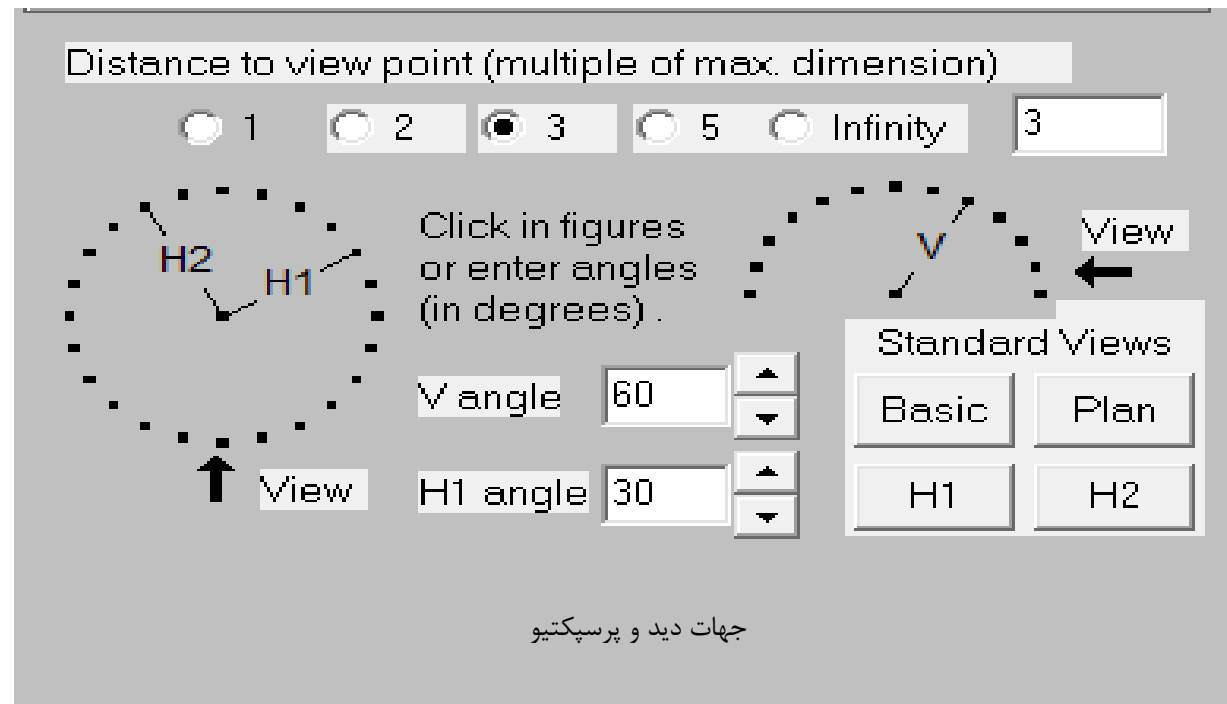 Distance to view point (multiple of max. dimension)
1 2 3 5 Infinity 3
H2
H1
Click in figures
or enter angles
(in degrees) .
V
View
V angle 60
H1 angle 30
View
Standard Views
Basic Plan
H1 H2
جهات دید و پرسپکتیو